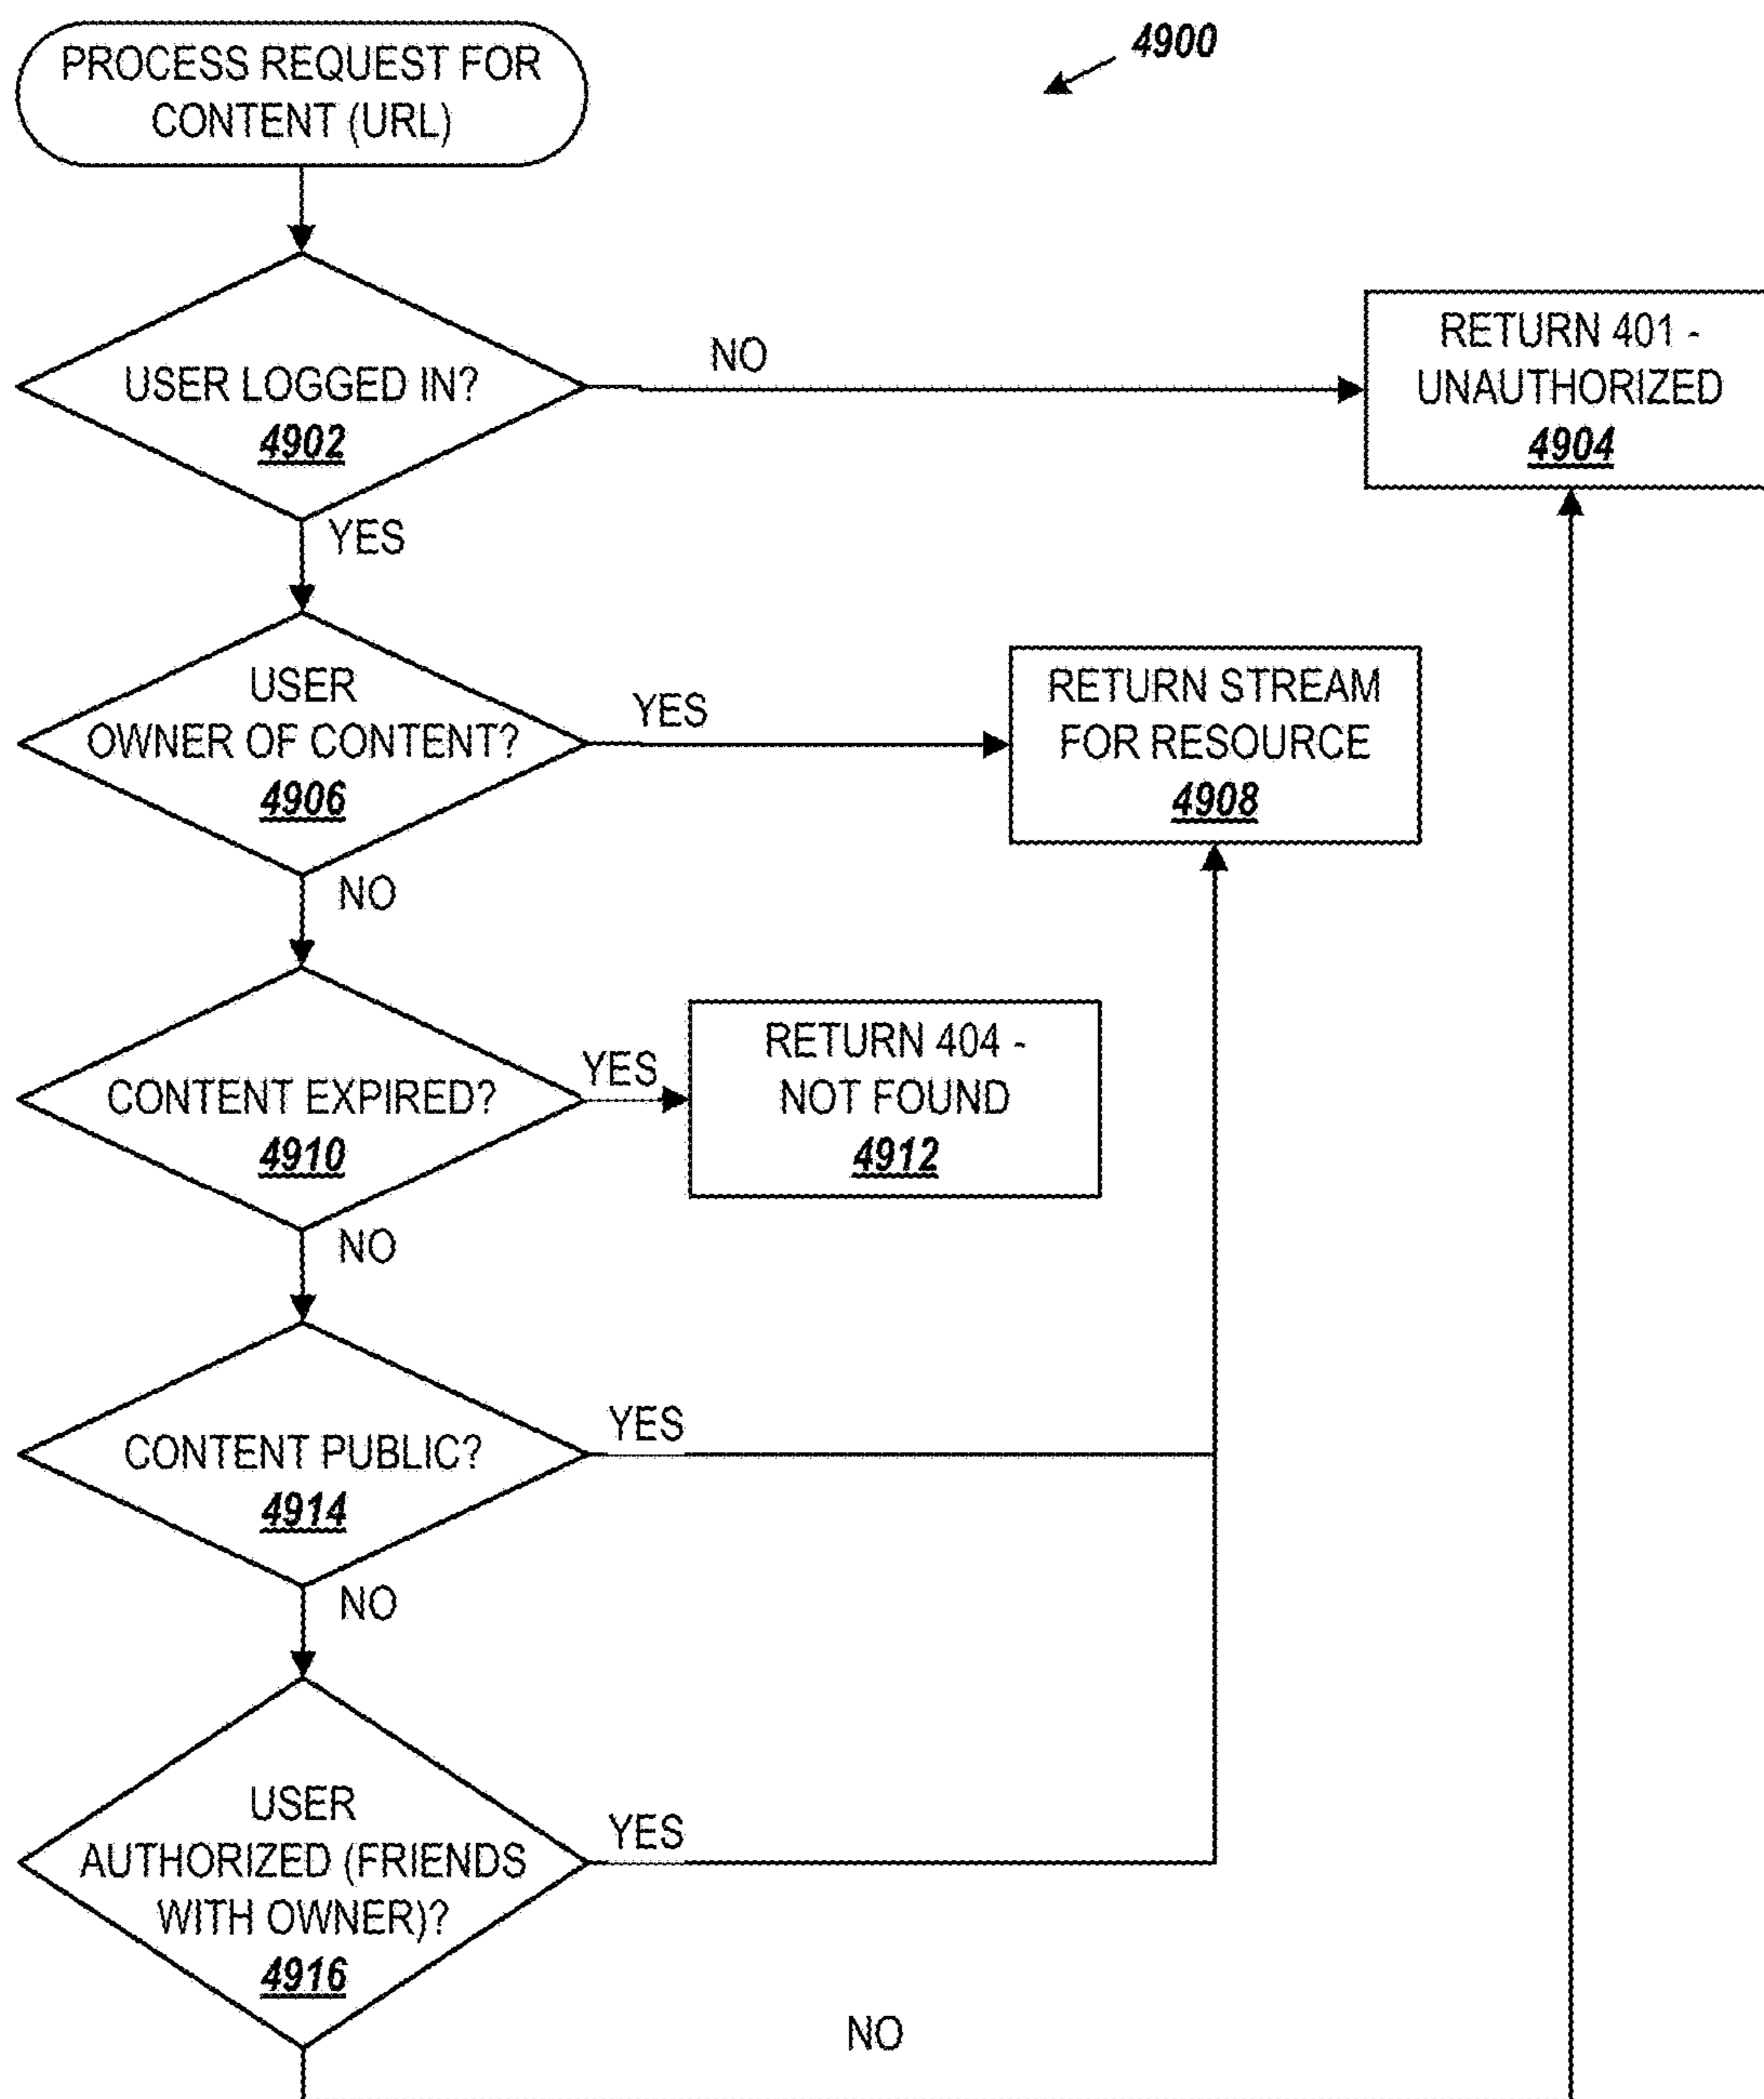 PROCESS REQUEST FOR
CONTENT (URL)
4900
USER LOGGED IN?
4902
NO
RETURN 401 -
UNAUTHORIZED
4904
YES
USER
OWNER OF CONTENT?
4906
YES
RETURN STREAM
FOR RESOURCE
4908
NO
CONTENT EXPIRED?
4910
YES
RETURN 404 -
NOT FOUND
4912
NO
CONTENT PUBLIC?
4914
YES
NO
USER
AUTHORIZED (FRIENDS
WITH OWNER)?
4916
YES
NO